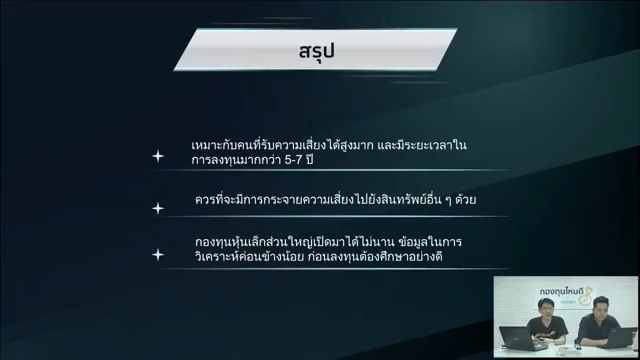 สรุป
เหมาะกับคนที่รับความเสี่ยงได้สูงมาก และมีระยะเวลาใน
การลงทุนมากกว่า 5-7 ปี
ควรที่จะมีการกระจายความเสี่ยงไปยังสินทรัพย์อื่น ๆ ด้วย
กองทุนหุ้นเล็กส่วนใหญ่เปิดมาได้ไม่นาน ข้อมูลในการ
วิเคราะห์ค่อนข้างน้อย ก่อนลงทุนต้องศึกษาอย่างดี
กองทุนไหนดี